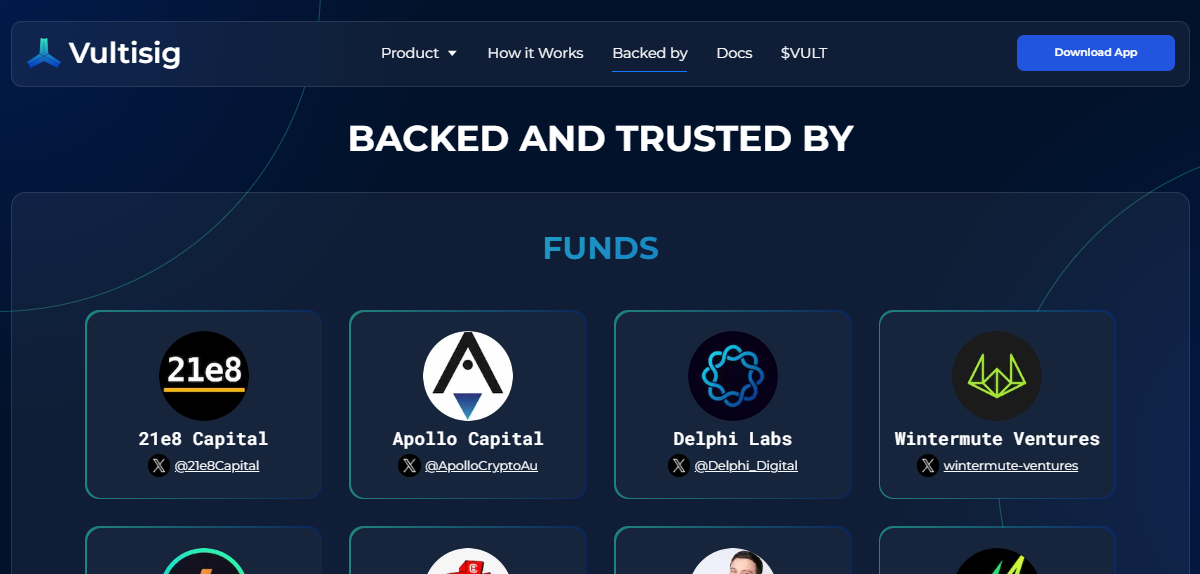 Vultisig
Product
How it Works
Backed by
Docs
$VULT
Download App
BACKED AND TRUSTED BY
FUNDS
21e8
21e8 Capital
@21e8Capital
Apollo Capital
@ApolloCryptoAu
Delphi Labs
@Delphi_Digital
Wintermute Ventures
wintermute-ventures